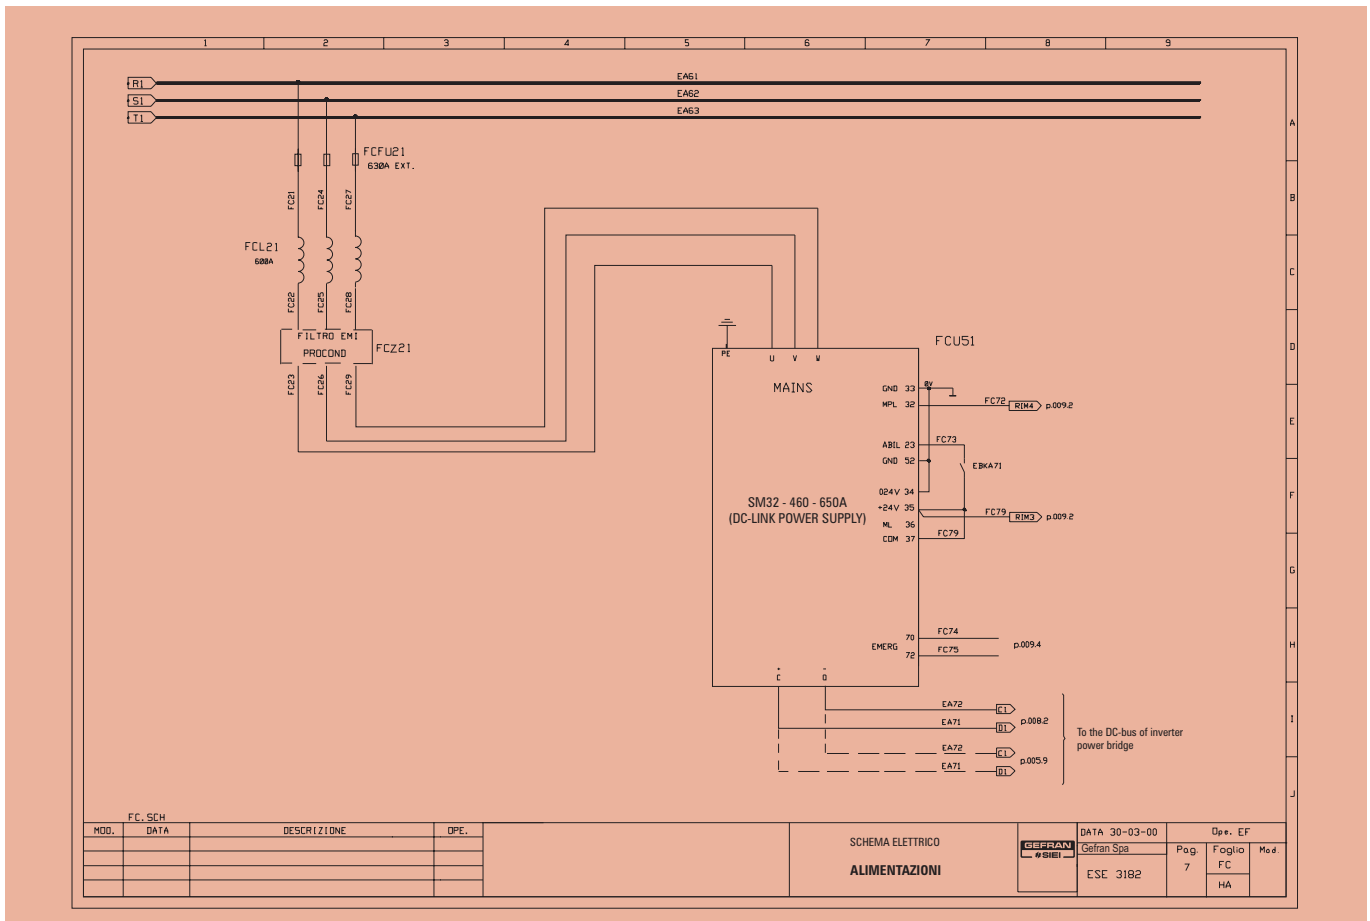 1 2 3 4 5 6 7 8 9
R1 EA61
S1 EA62
T1 EA63
A
FCFU21
630A EXT.
FC21 FC24 FC27
B
FCL21
600A
C
FC22 FC25 FC28
FILTRO EMI
PROCOND
FCZ21
FC23 FC26 FC29
PE U V W
FCU51
D
MAINS
GND 33 0V
MPL 32 FC72 RIM4 p.009.2
E
ABIL 23 FC73
GND 52 EBKA71
SM32 - 460 - 650A
(DC-LINK POWER SUPPLY)
024V 34
F
+24V 35 FC79 RIM3 p.009.2
ML 36
COM 37 FC79
G
EMERG
70 FC74
72 FC75
p.009.4
H
+ -
C D
EA72 C1
EA71 D1
p.008.2
I
EA72 C1
EA71 D1
p.005.9
To the DC-bus of inverter
power bridge
J
FC.SCH
MOD. DATA DESCRIZIONE OPE.
SCHEMA ELETTRICO
ALIMENTAZIONI
GEFRAN
SIEI
DATA 30-03-00
Gefran Spa
ESE 3182
Ope. EF
Pag. Foglio Mod.
7 FC
HA